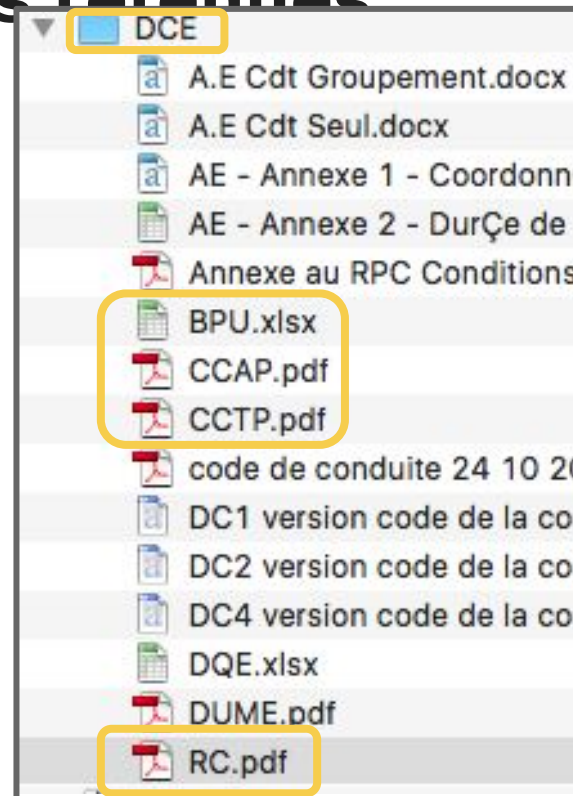 DCE
A.E Cdt Groupement.docx
A.E Cdt Seul.docx
AE - Annexe 1 - Coordonn
AE - Annexe 2 - DurÇe de
Annexe au RPC Conditions
BPU.xlsx
CCAP.pdf
CCTP.pdf
code de conduite 24 10 20
DC1 version code de la co
DC2 version code de la co
DC4 version code de la co
DQE.xlsx
DUME.pdf
RC.pdf